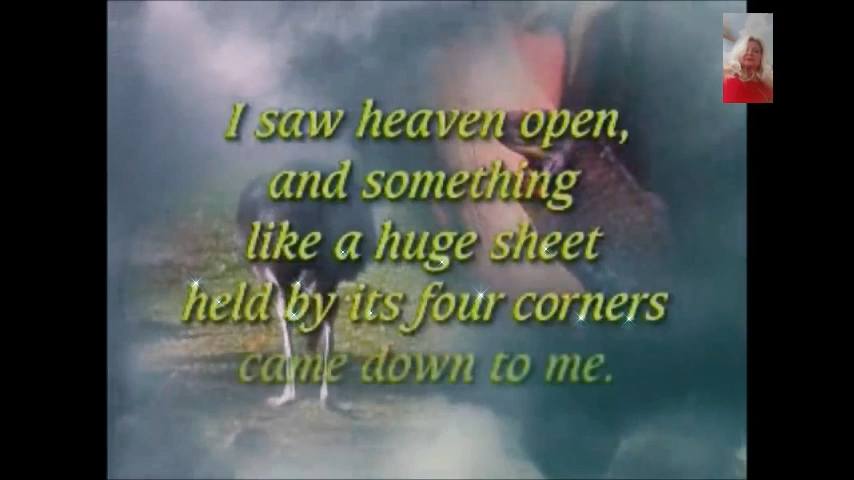 I saw heaven open,
and something
like a huge sheet
held by its four corners
came down to me.